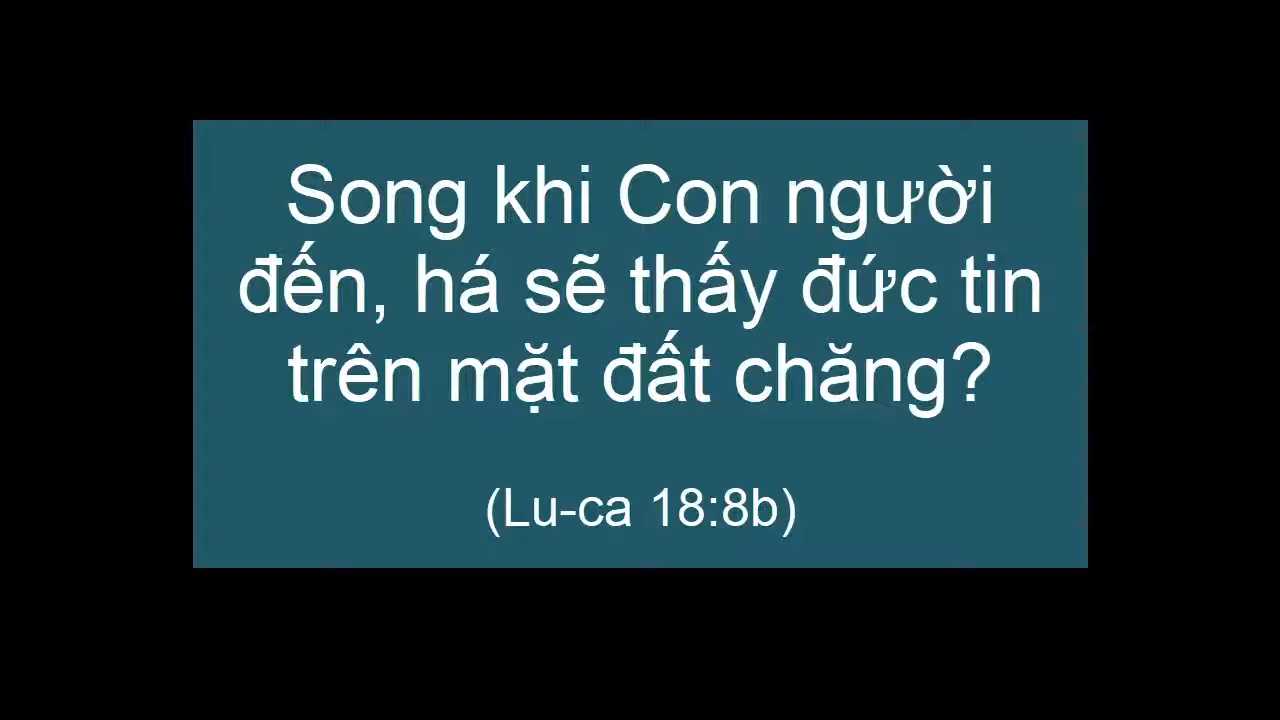 Song khi Con người
đến, há sẽ thấy đức tin
trên mặt đất chăng?
(Lu-ca 18:8b)